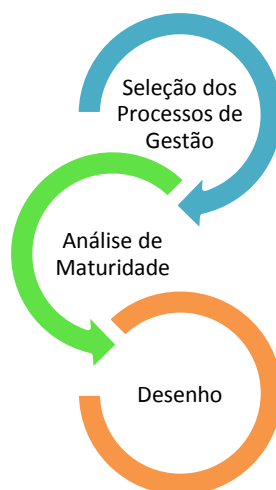 Seleção dos
Processos de
Gestão
Análise de
Maturidade
Desenho